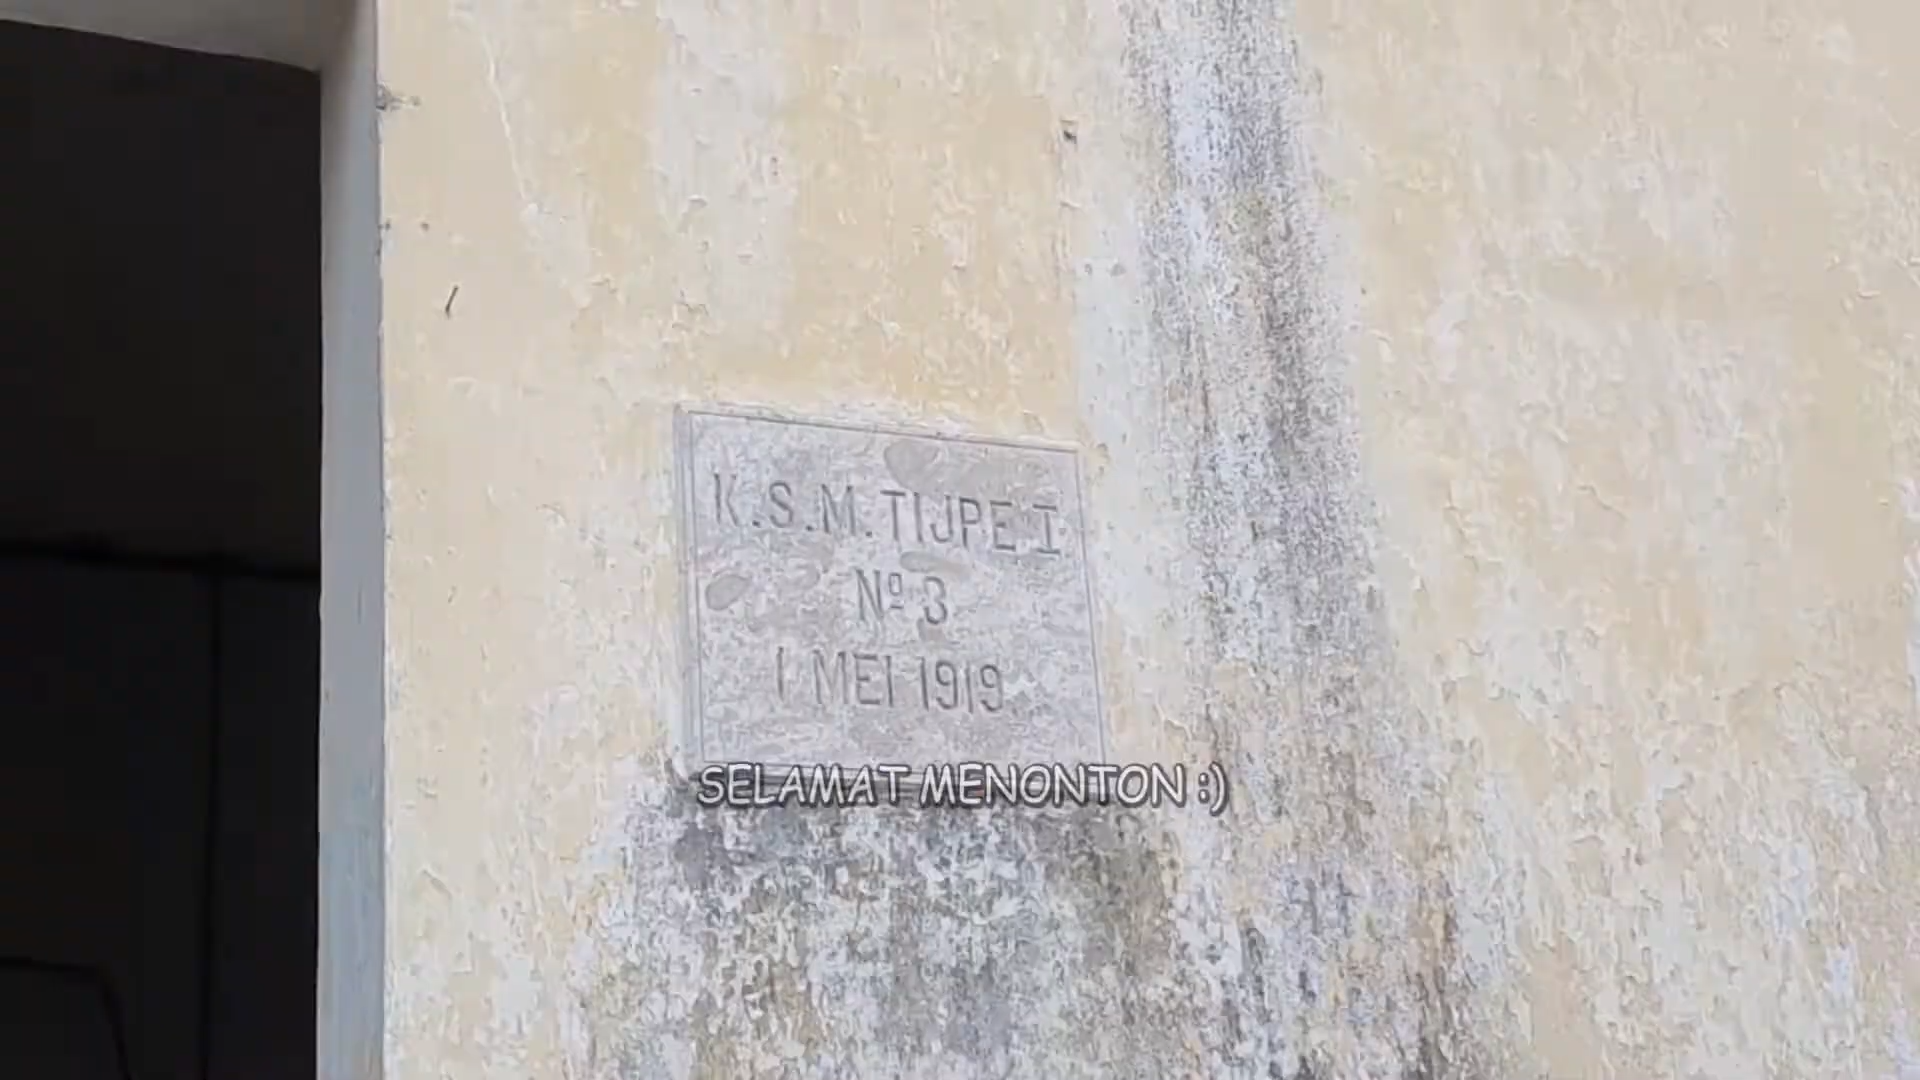 K.S.M. TIJPE I
Nº 3
1 MEI 1919
SELAMAT MENONTON :)